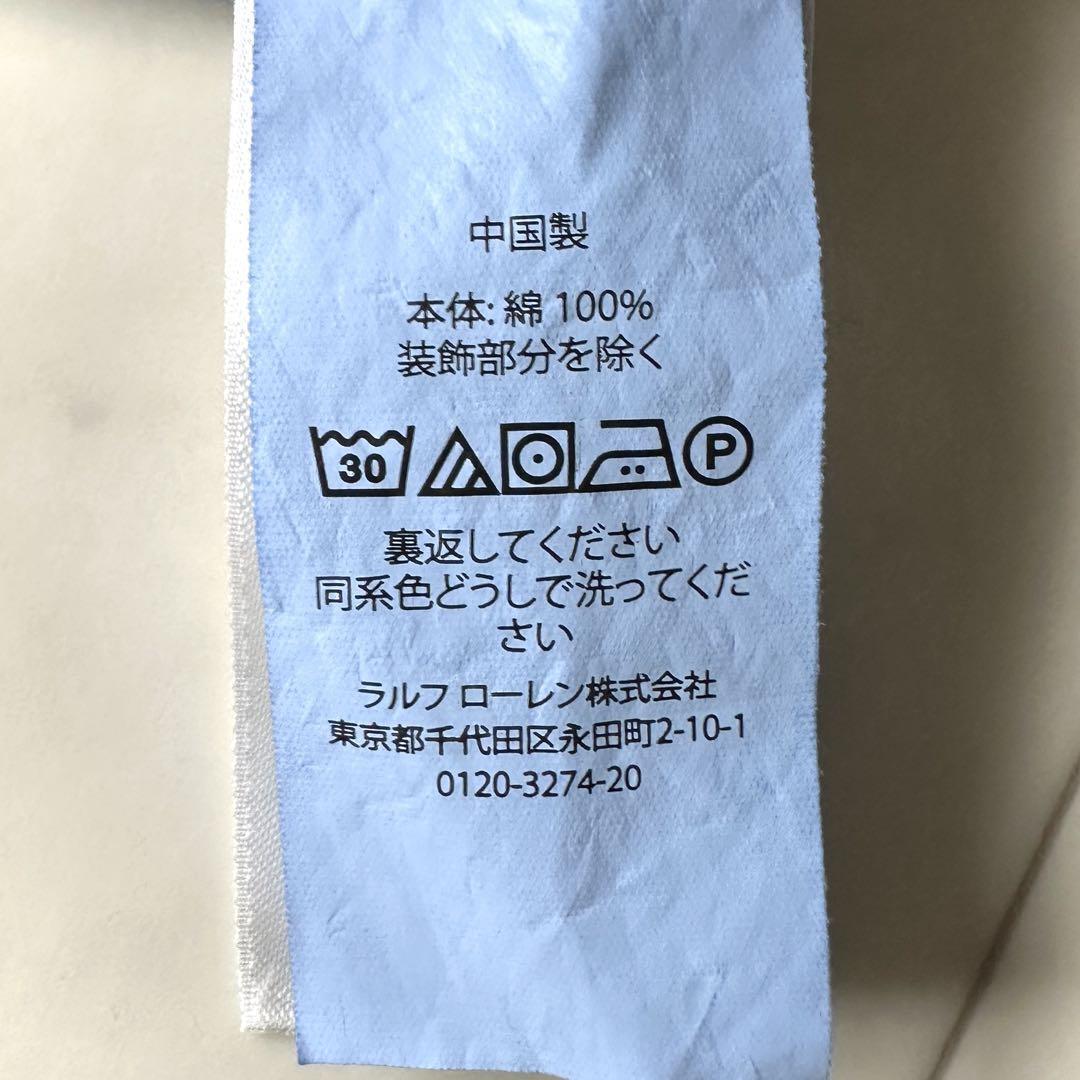 中国製
本体: 綿 100%
装飾部分を除く
30 P
裏返してください
同系色どうしで洗ってくだ
さい
ラルフ ローレン株式会社
東京都千代田区永田町2-10-1
0120-3274-20